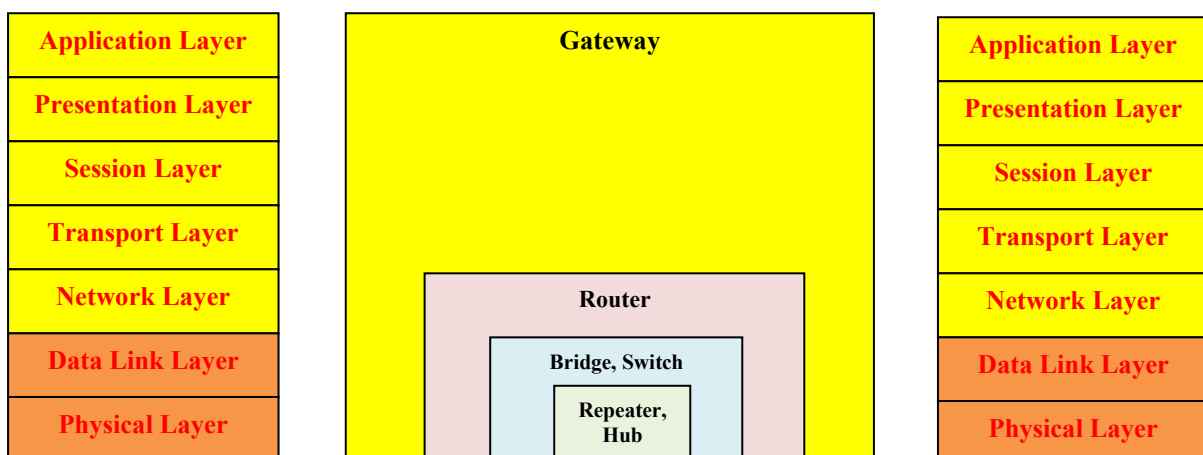 Application Layer
Presentation Layer
Session Layer
Transport Layer
Network Layer
Data Link Layer
Physical Layer
Gateway
Router
Bridge, Switch
Repeater,
Hub
Application Layer
Presentation Layer
Session Layer
Transport Layer
Network Layer
Data Link Layer
Physical Layer